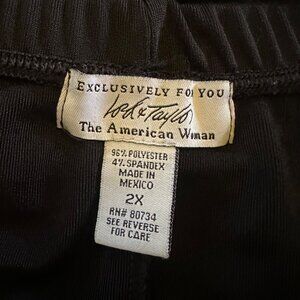 EXCLUSIVELY FOR YOU
Lord & Taylor
The American Woman
96% POLYESTER
4% SPANDEX
MADE IN
MEXICO
2X
RN# 80734
SEE REVERSE
FOR CARE